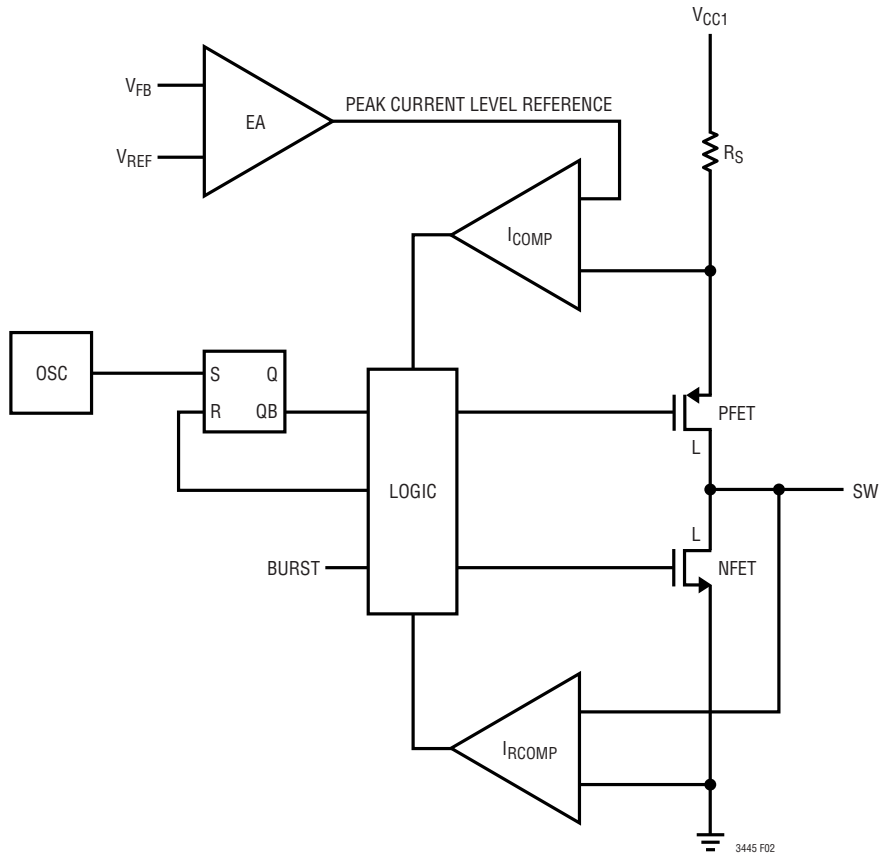 VCC1
VFB
EA
PEAK CURRENT LEVEL REFERENCE
VREF
RS
ICOMP
OSC
S Q
R QB
PFET
L
LOGIC
SW
L
BURST
NFET
IRCOMP
3445 F02